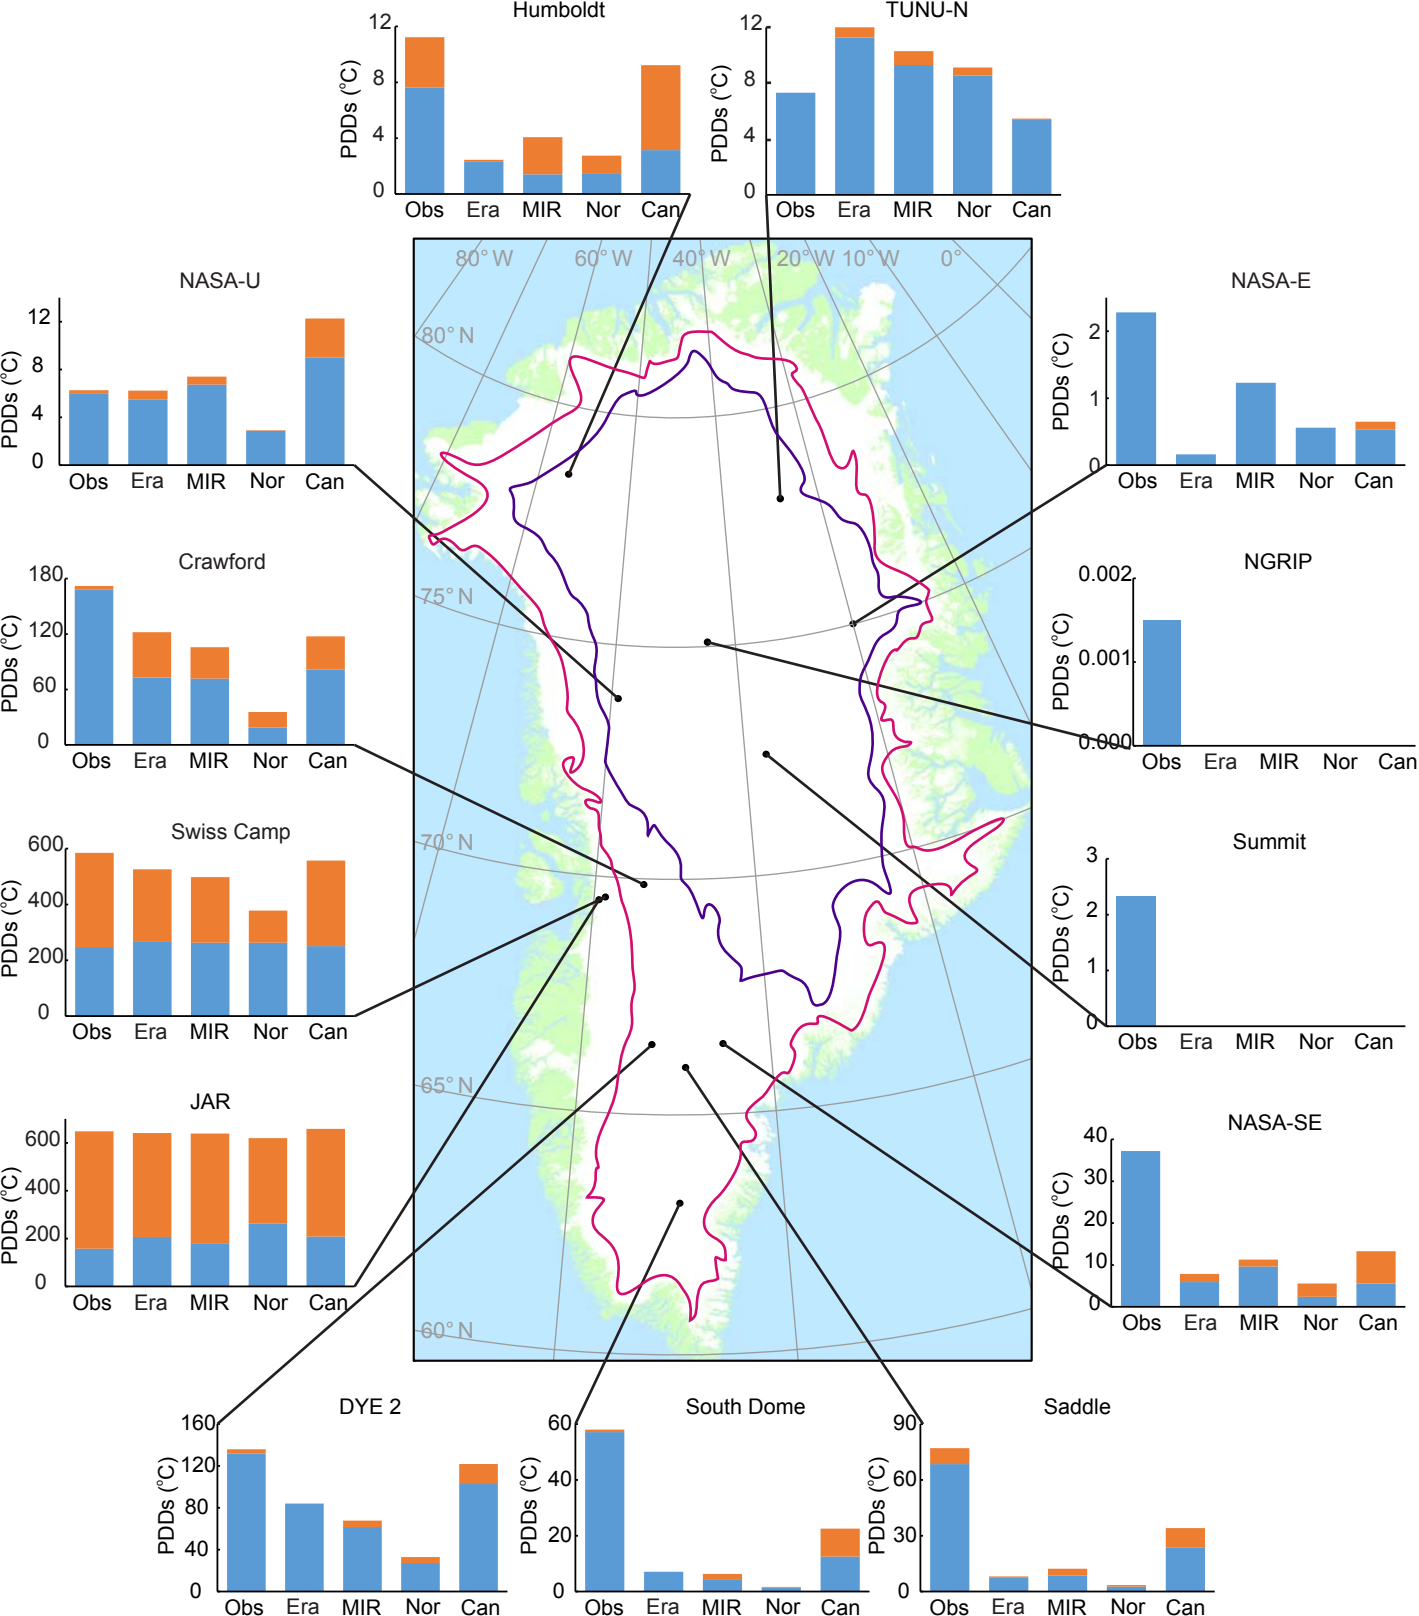 Humboldt
12
8
4
0
PDDs (°C)
Obs Era MIR Nor Can
TUNU-N
12
8
4
0
PDDs (°C)
Obs Era MIR Nor Can
NASA-U
12
8
4
0
PDDs (°C)
Obs Era MIR Nor Can
80° W 60° W 40° W 20° W 10° W 0°
80° N
75° N
70° N
65° N
60° N
NASA-E
2
1
0
PDDs (°C)
Obs Era MIR Nor Can
Crawford
180
120
60
0
PDDs (°C)
Obs Era MIR Nor Can
NGRIP
0.002
0.001
0.000
PDDs (°C)
Obs Era MIR Nor Can
Swiss Camp
600
400
200
0
PDDs (°C)
Obs Era MIR Nor Can
Summit
3
2
1
0
PDDs (°C)
Obs Era MIR Nor Can
JAR
600
400
200
0
PDDs (°C)
Obs Era MIR Nor Can
NASA-SE
40
30
20
10
0
PDDs (°C)
Obs Era MIR Nor Can
DYE 2
160
120
80
40
0
PDDs (°C)
Obs Era MIR Nor Can
South Dome
60
40
20
0
PDDs (°C)
Obs Era MIR Nor Can
Saddle
90
60
30
0
PDDs (°C)
Obs Era MIR Nor Can